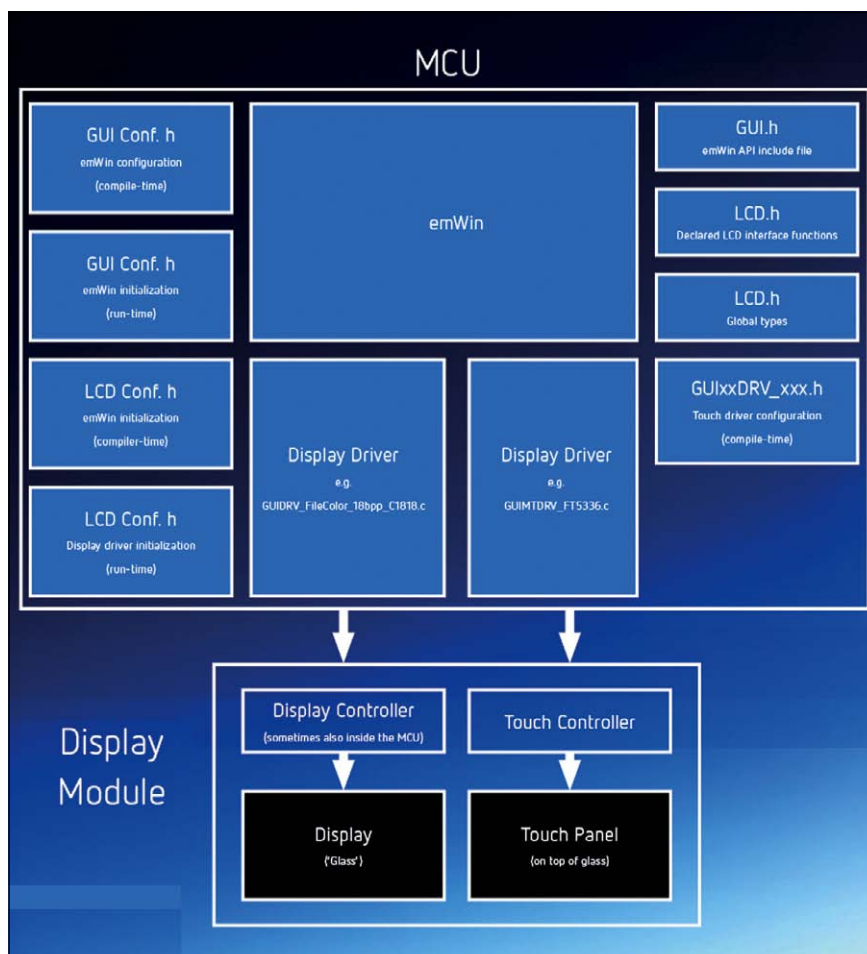 MCU
GUI Conf. h
emWin configuration
(compile-time)
GUI Conf. h
emWin initialization
(run-time)
LCD Conf. h
emWin initialization
(compiler-time)
LCD Conf. h
Display driver initialization
(run-time)
emWin
Display Driver
e.g.
GUIDRV_FileColor_18bpp_C1818.c
Display Driver
e.g.
GUIMTDRV_FT5336.c
GUI.h
emWin API include file
LCD.h
Declared LCD interface functions
LCD.h
Global types
GUIxxDRV_xxx.h
Touch driver configuration
(compile-time)
Display
Module
Display Controller
(sometimes also inside the MCU)
Touch Controller
Display
('Glass')
Touch Panel
(on top of glass)